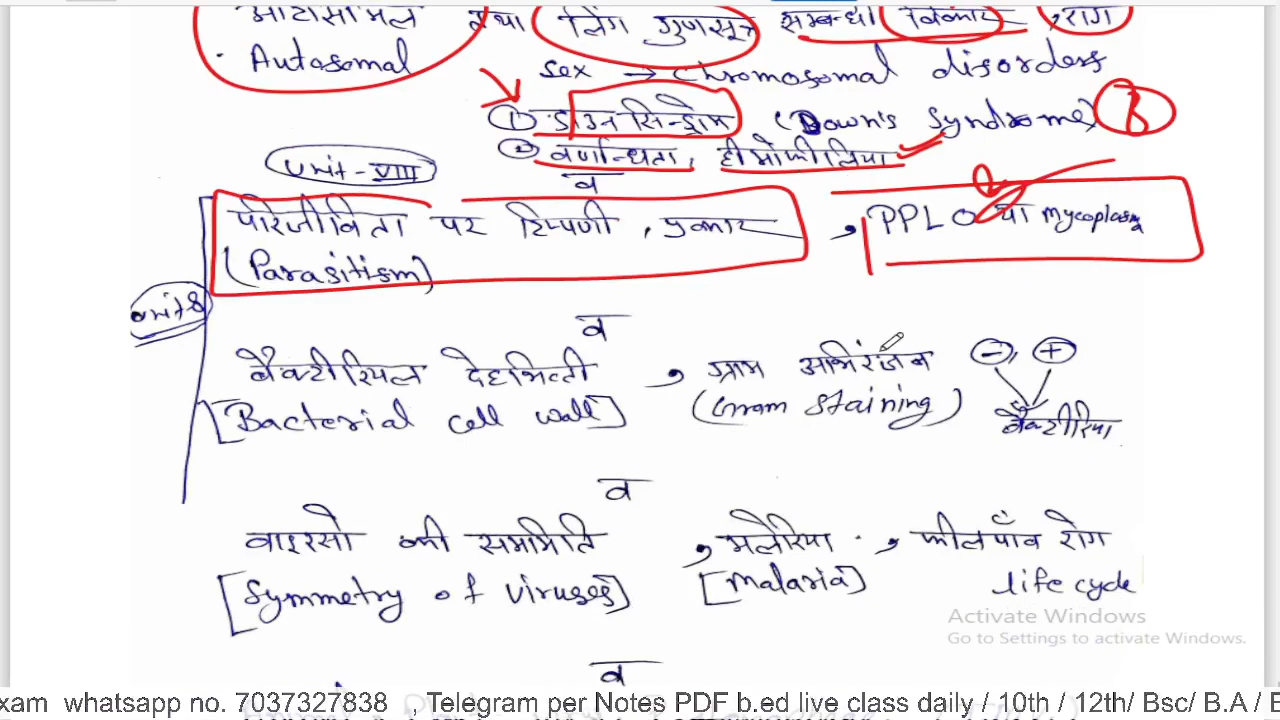 ऑटोसोमल तथा लिंग गुणसूत्र सम्बन्धी विकार, रोग
Autosomal sex → Chromosomal disorders
① डाउन सिन्ड्रोम (Down's Syndrome) B
② वर्णान्धता, हीमोफीलिया
Unit-VIII
व
परजीविता पर टिप्पणी, प्रकार, PPLO या Mycoplasma
(Parasitism)
Unit 8
व
बैक्टीरियल देहभित्ती, ग्राम अभिरंजन - , +
[Bacterial cell wall] (Gram Staining) बैक्टीरिया
व
वाइरसो की सममिति, मलेरिया, फीलपाँव रोग
[Symmetry of viruses] [Malaria] life cycle
Activate Windows
Go to Settings to activate Windows.
व
xam whatsapp no. 7037327838 , Telegram per Notes PDF b.ed live class daily / 10th / 12th/ Bsc/ B.A / E